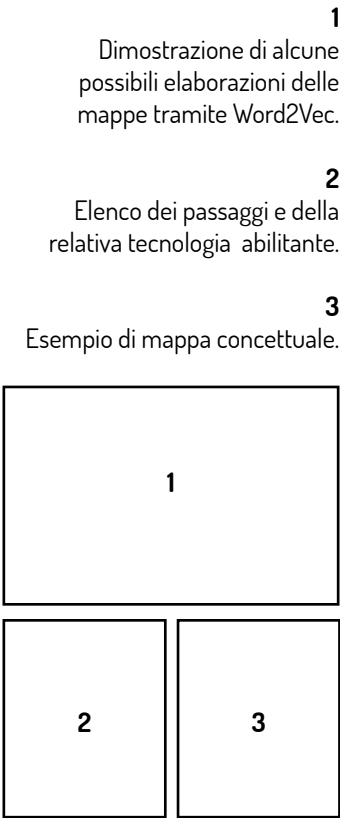 1
Dimostrazione di alcune
possibili elaborazioni delle
mappe tramite Word2Vec.
2
Elenco dei passaggi e della
relativa tecnologia  abilitante.
3
Esempio di mappa concettuale.
1
2
3